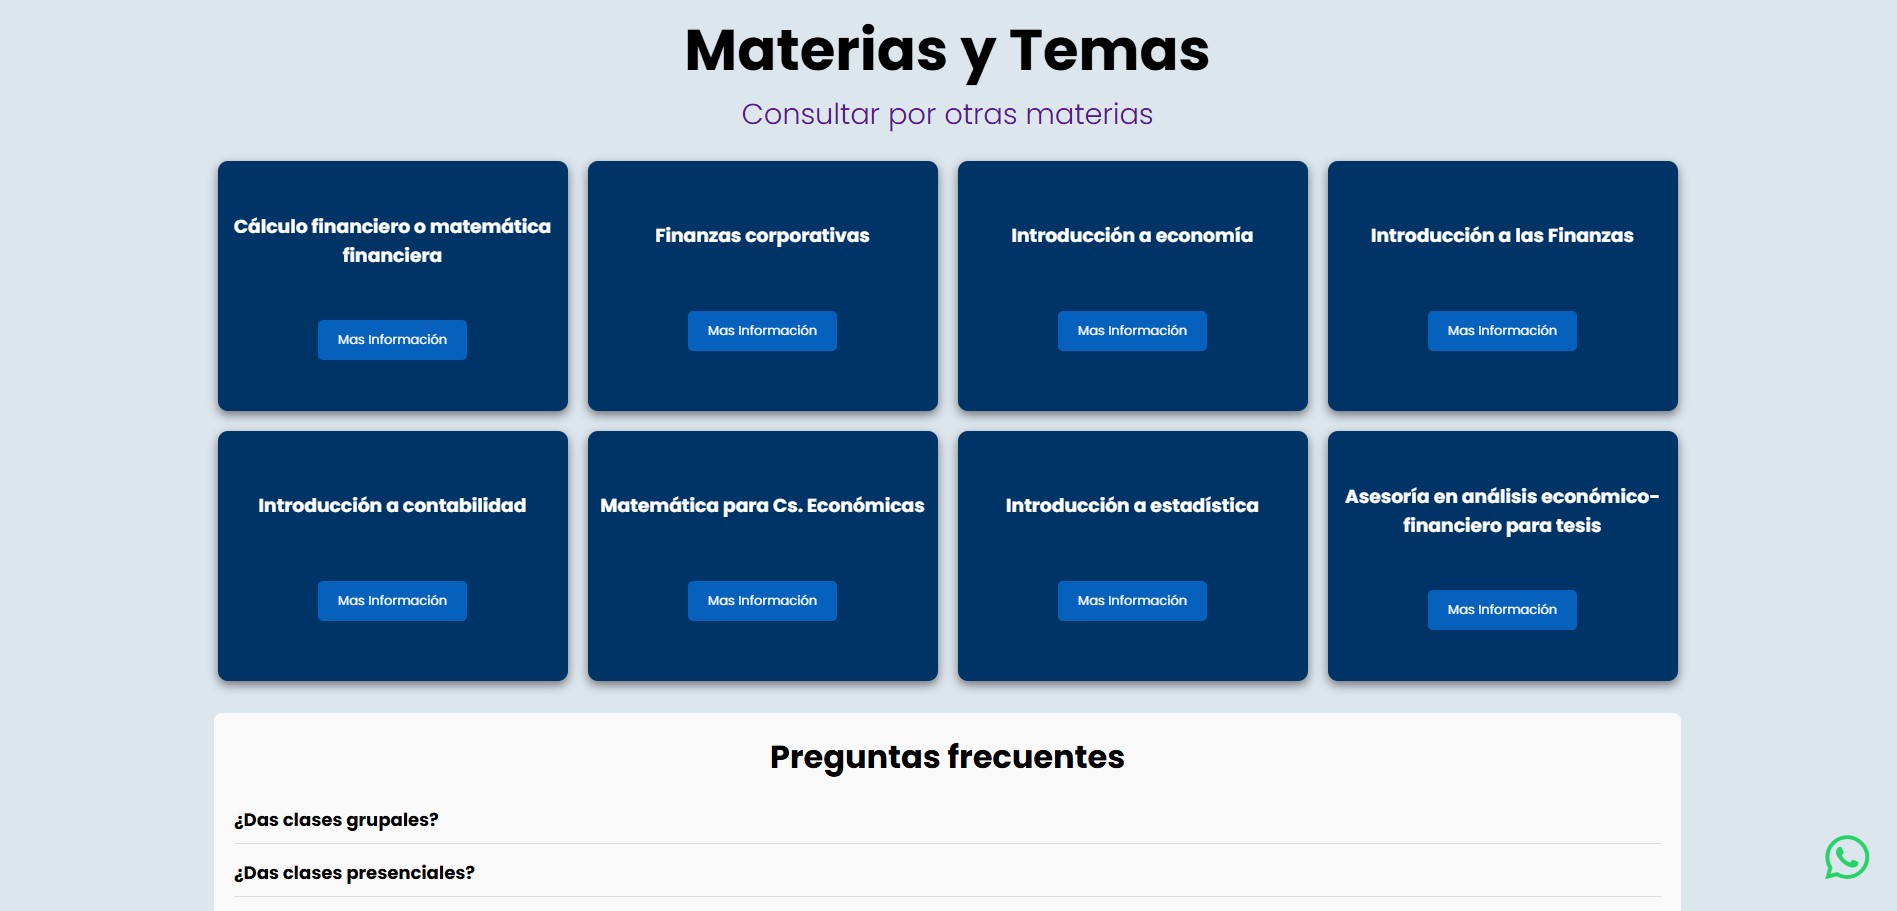 Materias y Temas
Consultar por otras materias
Cálculo financiero o matemática
financiera
Mas Información
Finanzas corporativas
Mas Información
Introducción a economía
Mas Información
Introducción a las Finanzas
Mas Información
Introducción a contabilidad
Mas Información
Matemática para Cs. Económicas
Mas Información
Introducción a estadística
Mas Información
Asesoría en análisis económico-
financiero para tesis
Mas Información
Preguntas frecuentes
¿Das clases grupales?
¿Das clases presenciales?